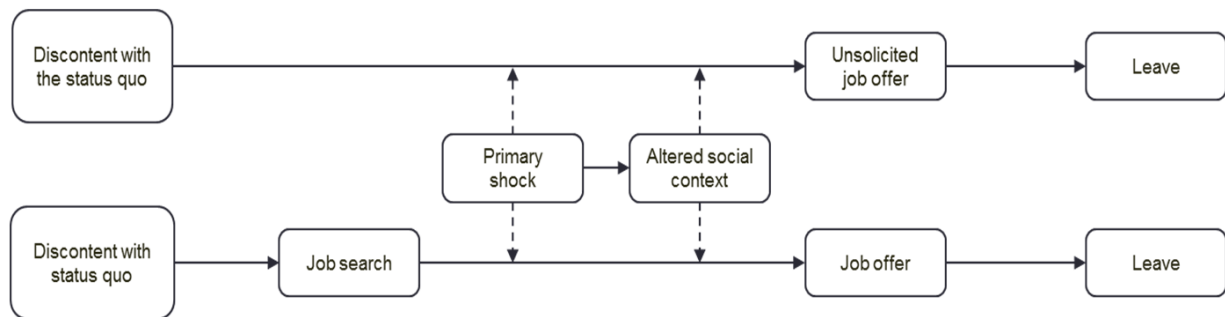 Discontent with
the status quo
Unsolicited
job offer
Leave
Primary
shock
Altered social
context
Discontent with
status quo
Job search
Job offer
Leave